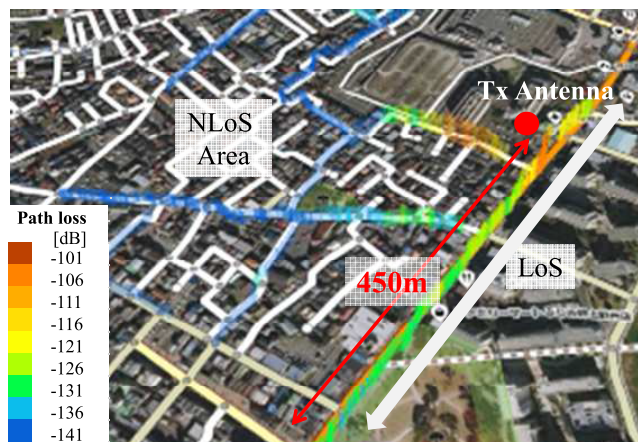 Tx Antenna
NLoS
Area
Path loss
[dB]
-101
-106
-111
-116
-121
-126
-131
-136
-141
450m
LoS